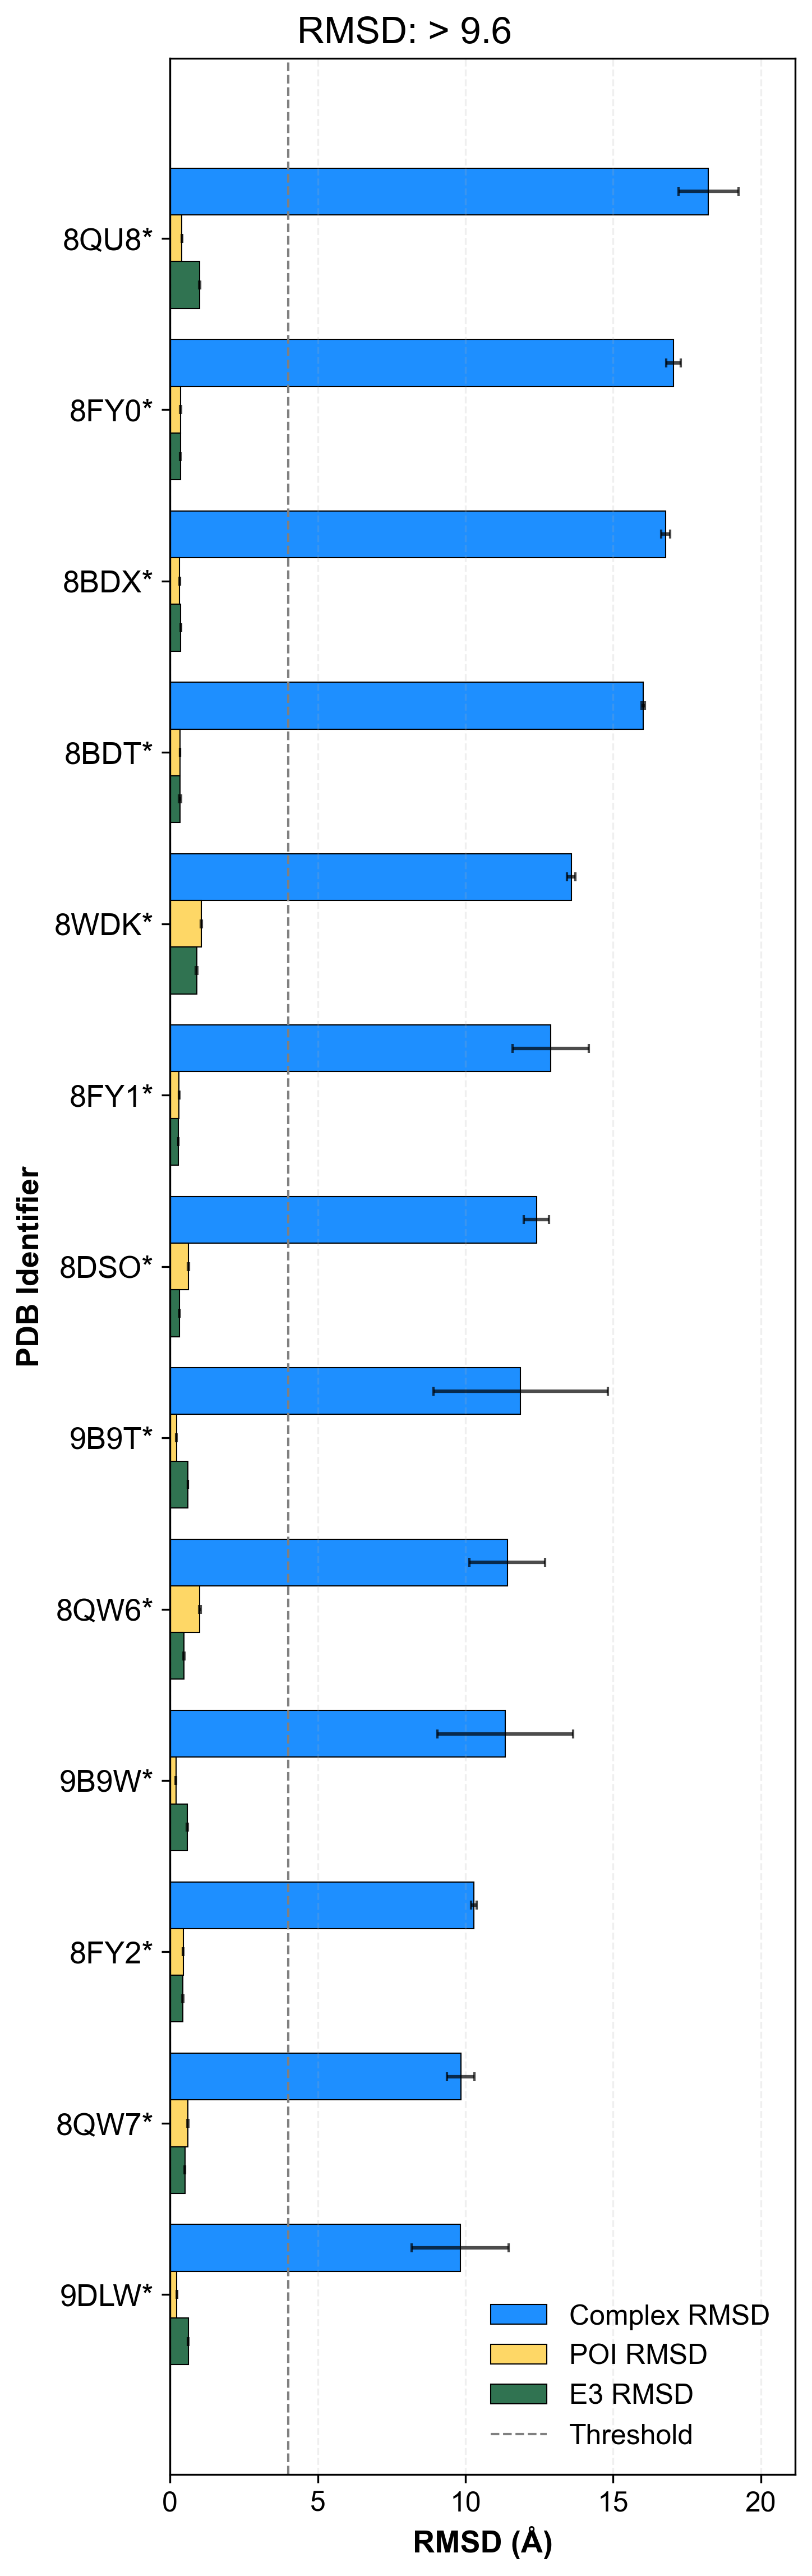 RMSD: > 9.6
8QU8*
8FY0*
8BDX*
8BDT*
8WDK*
8FY1*
8DSO*
9B9T*
8QW6*
9B9W*
8FY2*
8QW7*
9DLW*
PDB Identifier
Complex RMSD
POI RMSD
E3 RMSD
Threshold
0 5 10 15 20
RMSD (Å)